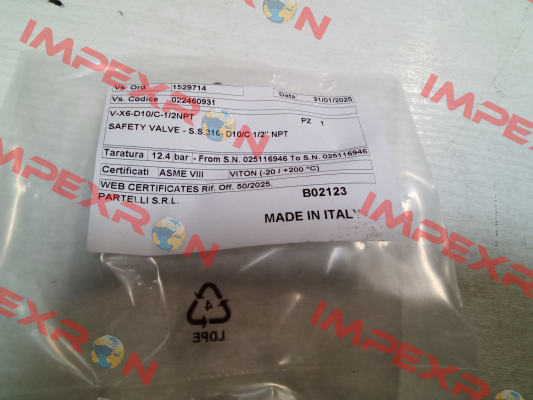 Vs. Ord. 1529714 Data 31/01/2025
Vs. Codice 022460931
V-X6-D10/C-1/2NPT PZ 1
SAFETY VALVE - S.S.316- D10/C 1/2" NPT
Taratura 12.4 bar - From S.N. 025116946 To S.N. 025116946
Certificati ASME VIII VITON (-20 / +200 °C)
WEB CERTIFICATES Rif. Off. 50/2025.
PARTELLI S.R.L. B02123
MADE IN ITALY
4
LDPE
IMPEXRON
IMPEXRON
IMPEXRON
IMPEXRON
IMPEXRON
IMPEXRON